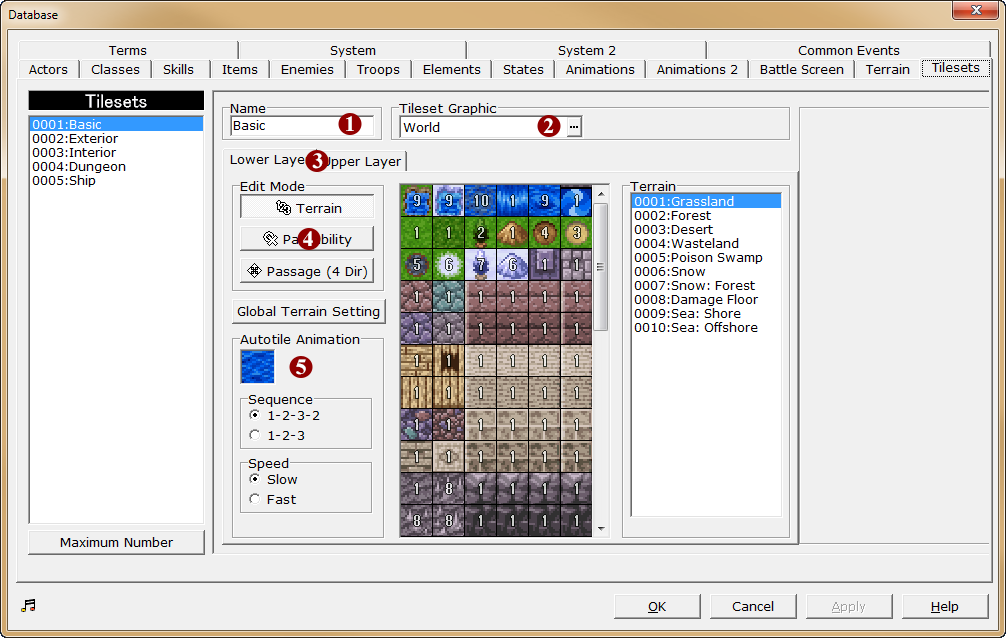 Database
Terms System System 2 Common Events
Actors Classes Skills Items Enemies Troops Elements States Animations Animations 2 Battle Screen Terrain Tilesets
Tilesets
0001:Basic
0002:Exterior
0003:Interior
0004:Dungeon
0005:Ship
Maximum Number
Name
Basic 1
Tileset Graphic
World 2 ...
Lower Laye 3 pper Layer
Edit Mode
Terrain
Pa 4 bility
Passage (4 Dir)
Global Terrain Setting
Autotile Animation
5
Sequence
1-2-3-2
1-2-3
Speed
Slow
Fast
9 9 10 1 9 1
1 1 2 1 4 3
5 6 7 6 1 1
1 1 1 1 1 1
1 1 1 1 1 1
1 1 1 1 1 1
1 1 1 1 1 1
1 1 1 1 1 1
1 1 1 1 1 1
1 8 1 1 1 1
8 8 1 1 1 1
Terrain
0001:Grassland
0002:Forest
0003:Desert
0004:Wasteland
0005:Poison Swamp
0006:Snow
0007:Snow: Forest
0008:Damage Floor
0009:Sea: Shore
0010:Sea: Offshore
OK Cancel Apply Help